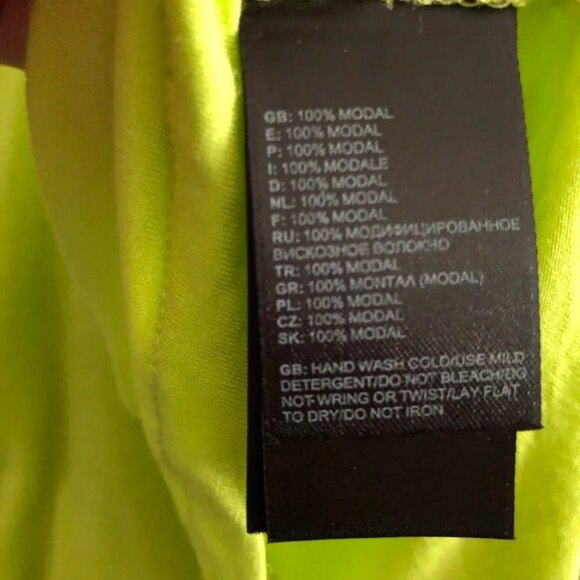 GB: 100% MODAL
E: 100% MODAL
P: 100% MODAL
I: 100% MODALE
D: 100% MODAL
NL: 100% MODAL
F: 100% MODAL
RU: 100% МОДИФИЦИРОВАННОЕ
ВИСКОЗНОЕ ВОЛОКНО
TR: 100% MODAL
GR: 100% ΜΟΝΤΑΛ (MODAL)
PL: 100% MODAL
CZ: 100% MODAL
SK: 100% MODAL
GB: HAND WASH COLD/USE MILD
DETERGENT/DO NOT BLEACH/DO
NOT-WRING OR TWIST/LAY FLAT
TO DRY/DO NOT IRON